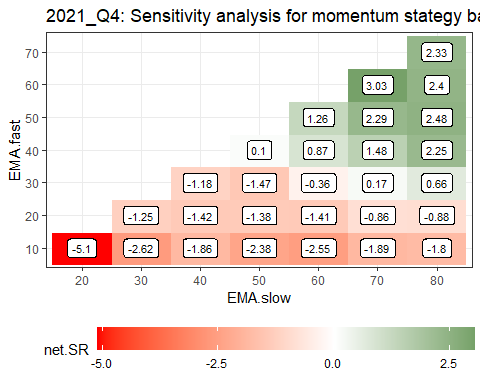 2021_Q4: Sensitivity analysis for momentum stategy ba
70 2.33
60 3.03 2.4
50 1.26 2.29 2.48
40 0.1 0.87 1.48 2.25
30 -1.18 -1.47 -0.36 0.17 0.66
20 -1.25 -1.42 -1.38 -1.41 -0.86 -0.88
10 -5.1 -2.62 -1.86 -2.38 -2.55 -1.89 -1.8
EMA.fast
20 30 40 50 60 70 80
EMA.slow
net.SR
-5.0 -2.5 0.0 2.5